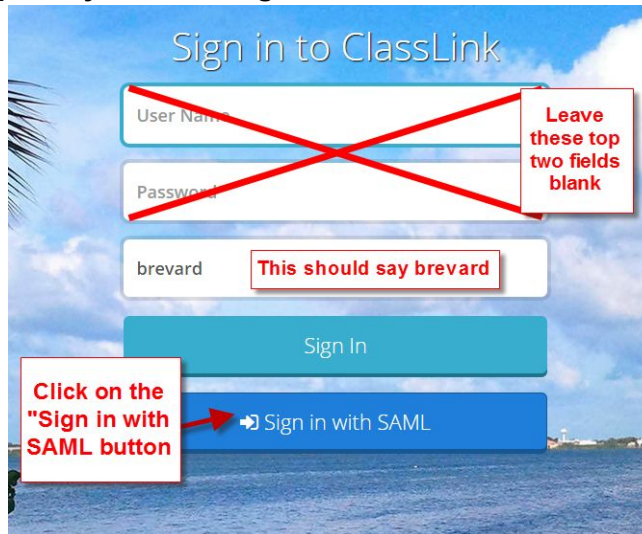 Sign in to ClassLink
User Name
Leave
these top
two fields
blank
Password
brevard
This should say brevard
Sign In
Click on the
"Sign in with
SAML button
Sign in with SAML